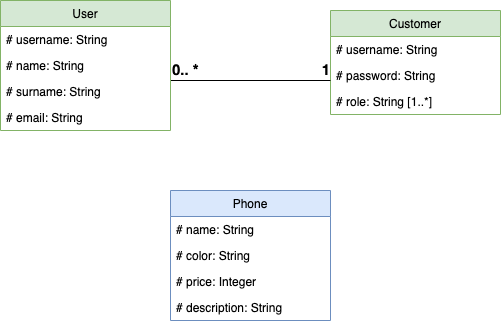 User
# username: String
# name: String
# surname: String
# email: String
0.. *
1
Customer
# username: String
# password: String
# role: String [1..*]
Phone
# name: String
# color: String
# price: Integer
# description: String